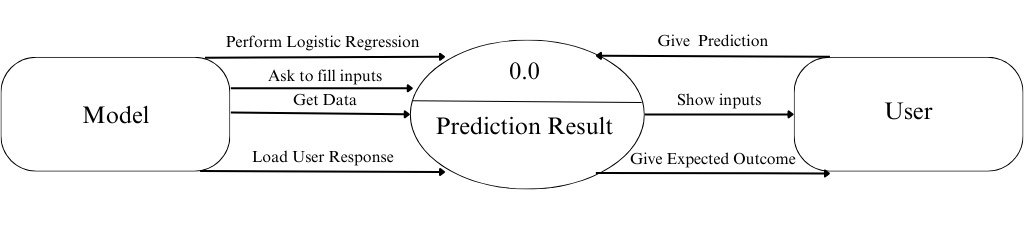 Perform Logistic Regression
Give Prediction
Ask to fill inputs
0.0
Get Data
Show inputs
Model
Prediction Result
User
Load User Response
Give Expected Outcome